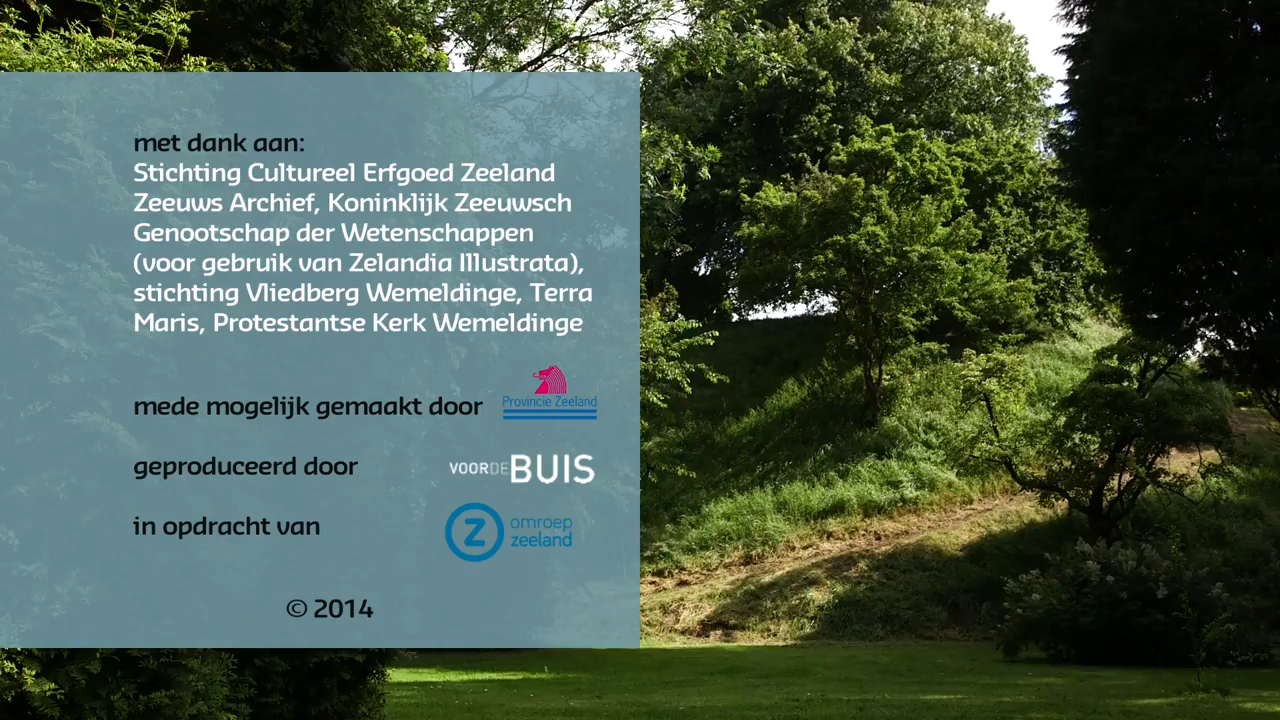 met dank aan:
Stichting Cultureel Erfgoed Zeeland
Zeeuws Archief, Koninklijk Zeeuwsch
Genootschap der Wetenschappen
(voor gebruik van Zelandia Illustrata),
stichting Vliedberg Wemeldinge, Terra
Maris, Protestantse Kerk Wemeldinge
mede mogelijk gemaakt door Provincie Zeeland
geproduceerd door VOORDEBUIS
in opdracht van Z omroep
zeeland
© 2014